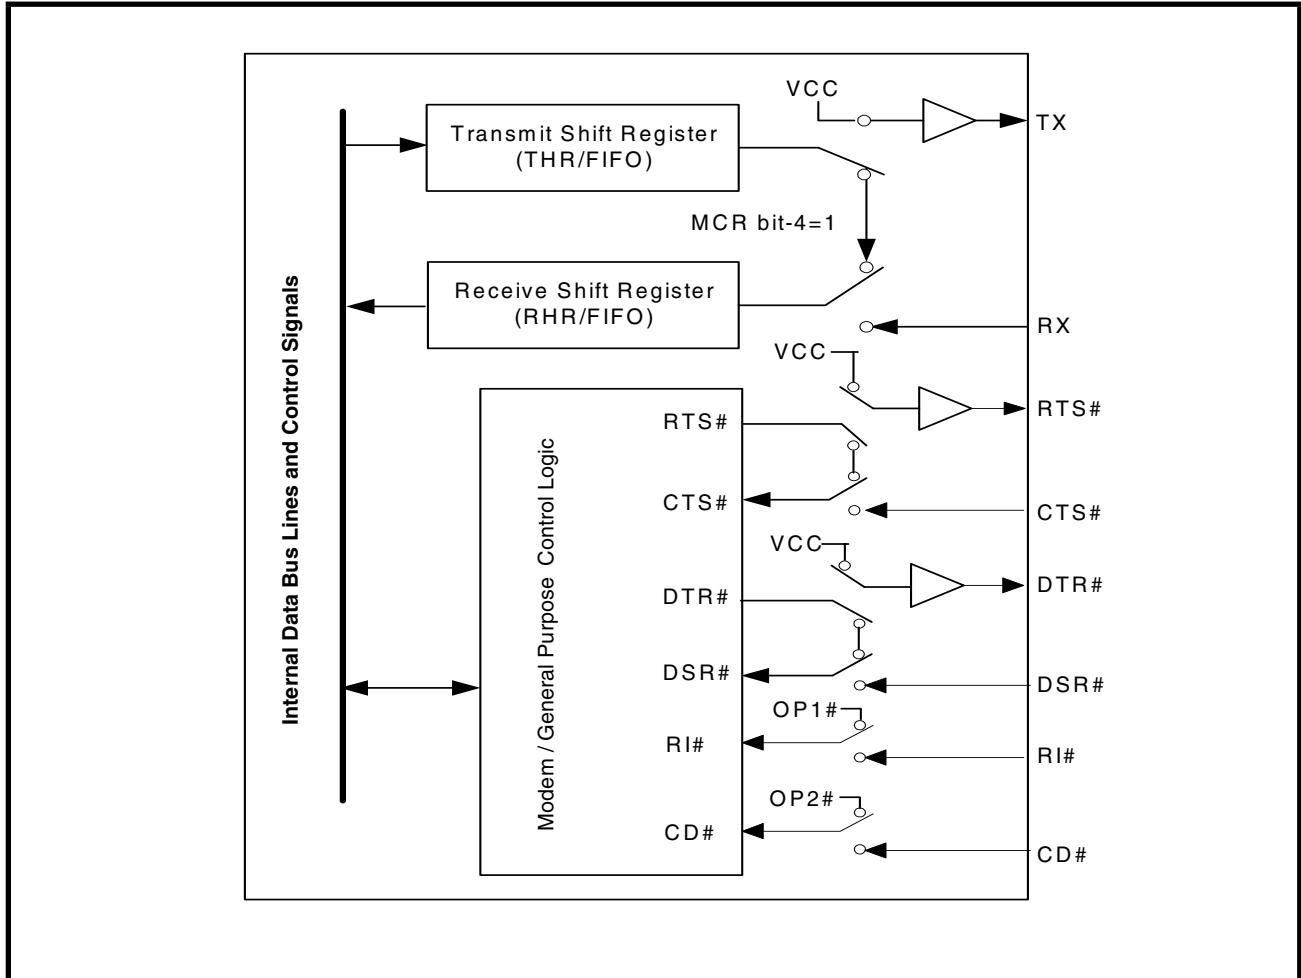 VCC
TX
Transmit Shift Register
(THR/FIFO)
MCR bit-4=1
Receive Shift Register
(RHR/FIFO)
RX
VCC
RTS#
RTS#
CTS#
CTS#
VCC
DTR#
DTR#
DSR#
DSR#
OP1#
RI#
RI#
OP2#
CD#
CD#
Internal Data Bus Lines and Control Signals
Modem / General Purpose Control Logic